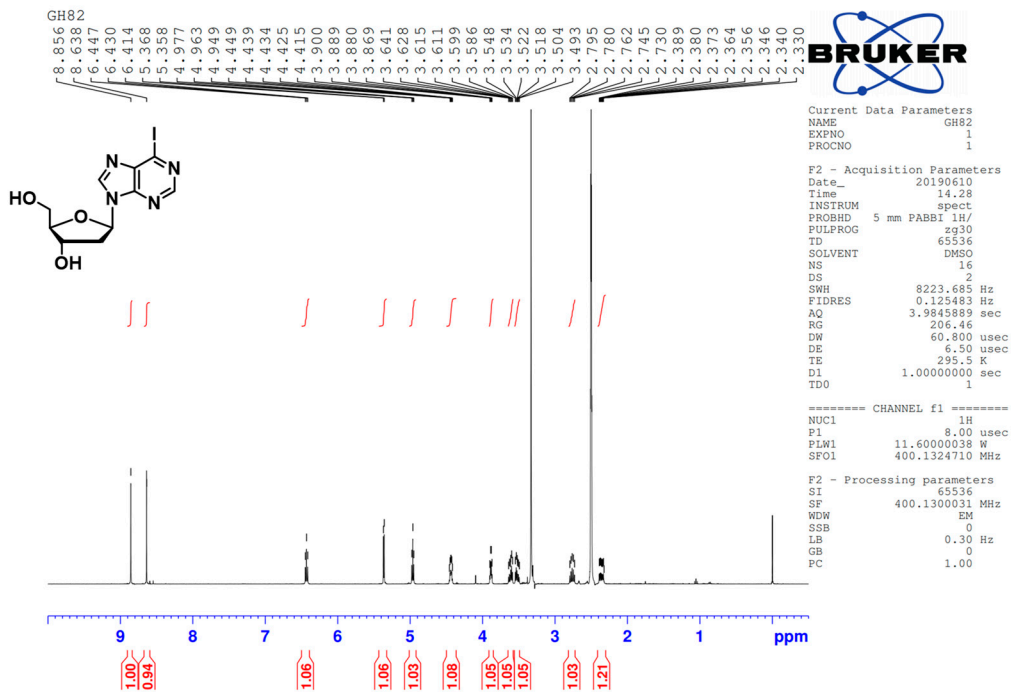 GH82
8.856
8.638
6.447
6.430
6.414
5.368
5.358
4.977
4.963
4.949
4.449
4.439
4.434
4.425
4.415
3.900
3.889
3.880
3.869
3.641
3.628
3.615
3.611
3.599
3.586
3.548
3.534
3.522
3.518
3.504
3.493
2.795
2.780
2.762
2.745
2.730
2.389
2.380
2.373
2.364
2.356
2.346
2.340
2.330
BRUKER
Current Data Parameters
NAME GH82
EXPNO 1
PROCNO 1
F2 - Acquisition Parameters
Date_ 20190610
Time 14.28
INSTRUM spect
PROBHD 5 mm PABBI 1H/
PULPROG zg30
TD 65536
SOLVENT DMSO
NS 16
DS 2
SWH 8223.685 Hz
FIDRES 0.125483 Hz
AQ 3.9845889 sec
RG 206.46
DW 60.800 usec
DE 6.50 usec
TE 295.5 K
D1 1.00000000 sec
TD0 1
======== CHANNEL f1 ========
NUC1 1H
P1 8.00 usec
PLW1 11.60000038 W
SFO1 400.1324710 MHz
F2 - Processing parameters
SI 65536
SF 400.1300031 MHz
WDW EM
SSB 0
LB 0.30 Hz
GB 0
PC 1.00
I
N
N
N
N
HO
O
OH
9 8 7 6 5 4 3 2 1 ppm
1.00
0.94
1.06
1.06
1.03
1.08
1.05
1.05
1.05
1.03
1.21